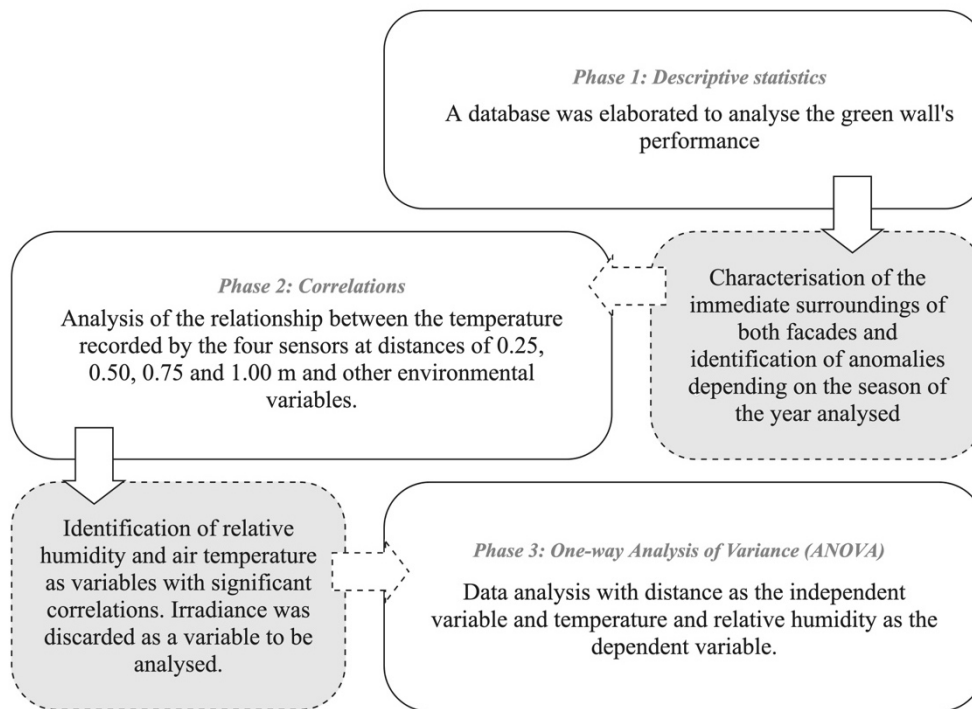 Phase 1: Descriptive statistics
A database was elaborated to analyse the green wall's
performance
Characterisation of the
immediate surroundings of
both facades and
identification of anomalies
depending on the season of
the year analysed
Phase 2: Correlations
Analysis of the relationship between the temperature
recorded by the four sensors at distances of 0.25,
0.50, 0.75 and 1.00 m and other environmental
variables.
Identification of relative
humidity and air temperature
as variables with significant
correlations. Irradiance was
discarded as a variable to be
analysed.
Phase 3: One-way Analysis of Variance (ANOVA)
Data analysis with distance as the independent
variable and temperature and relative humidity as the
dependent variable.